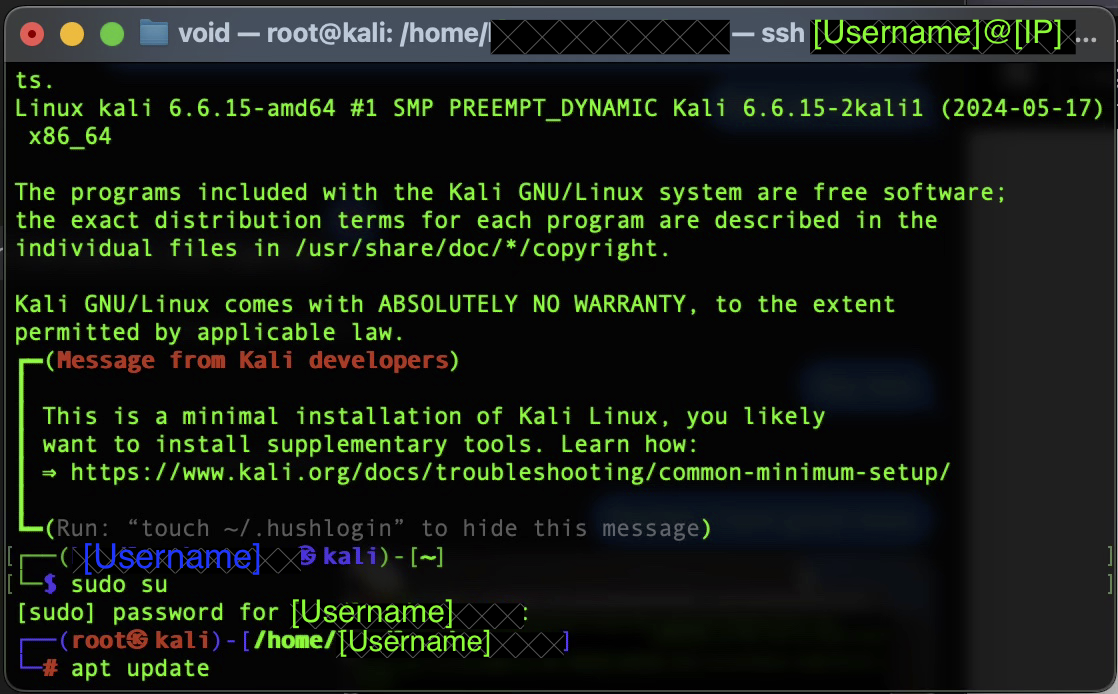 void — root@kali: /home/ — ssh [Username]@[IP] ...
ts.
Linux kali 6.6.15-amd64 #1 SMP PREEMPT_DYNAMIC Kali 6.6.15-2kali1 (2024-05-17)
x86_64
The programs included with the Kali GNU/Linux system are free software;
the exact distribution terms for each program are described in the
individual files in /usr/share/doc/*/copyright.
Kali GNU/Linux comes with ABSOLUTELY NO WARRANTY, to the extent
permitted by applicable law.
┏━(Message from Kali developers)
┃ This is a minimal installation of Kali Linux, you likely
┃ want to install supplementary tools. Learn how:
┃ ⇒ https://www.kali.org/docs/troubleshooting/common-minimum-setup/
┗━(Run: “touch ~/.hushlogin” to hide this message)
[┌──([Username]㉿kali)-[~] ]
[└─$ sudo su ]
[sudo] password for [Username]:
┌──(root㉿kali)-[/home/[Username]]
└─# apt update